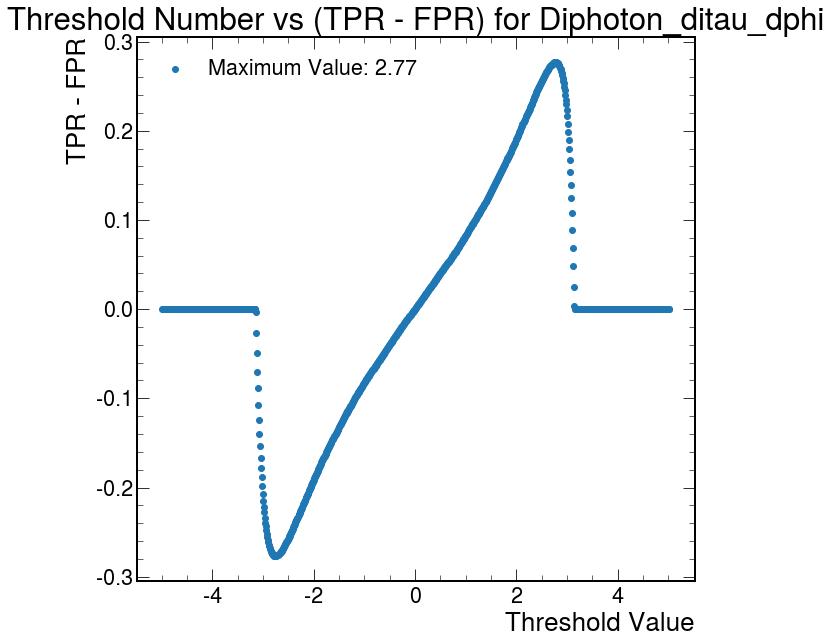 Threshold Number vs (TPR - FPR) for Diphoton_ditau_dphi
TPR - FPR
Maximum Value: 2.77
0.3
0.2
0.1
0.0
-0.1
-0.2
-0.3
-4 -2 0 2 4
Threshold Value